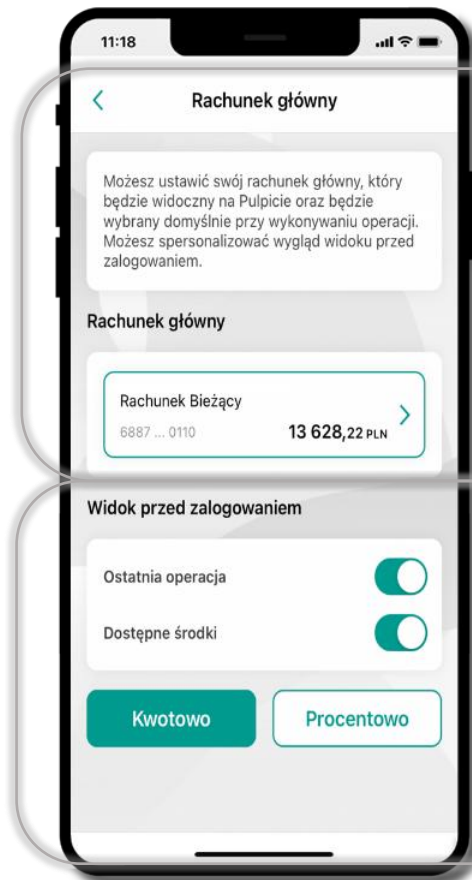 11:18
Rachunek główny
Możesz ustawić swój rachunek główny, który
będzie widoczny na Pulpicie oraz będzie
wybrany domyślnie przy wykonywaniu operacji.
Możesz spersonalizować wygląd widoku przed
zalogowaniem.
Rachunek główny
Rachunek Bieżący
6887 ... 0110 13 628,22 PLN
Widok przed zalogowaniem
Ostatnia operacja
Dostępne środki
Kwotowo Procentowo